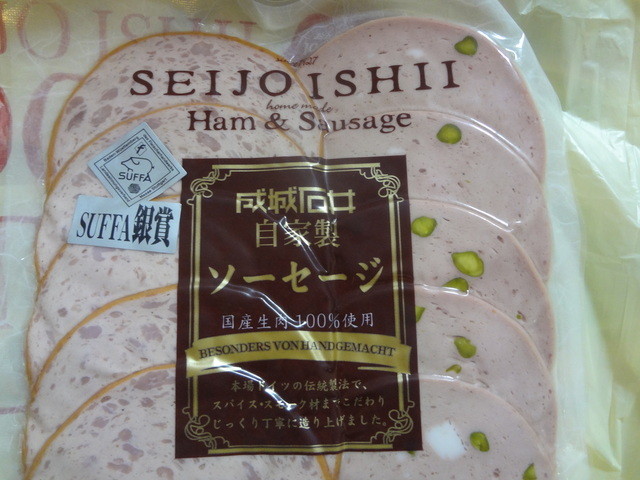 since 1927
SEIJO ISHII
home made
Ham & Sausage
SUFFA
SUFFA銀賞
成城石井
自家製
ソーセージ
国産生肉100%使用
BESONDERS VON HANDGEMACHT
本場ドイツの伝統製法で、
スパイス・スモーク材までこだわり
じっくり丁寧に造り上げました。